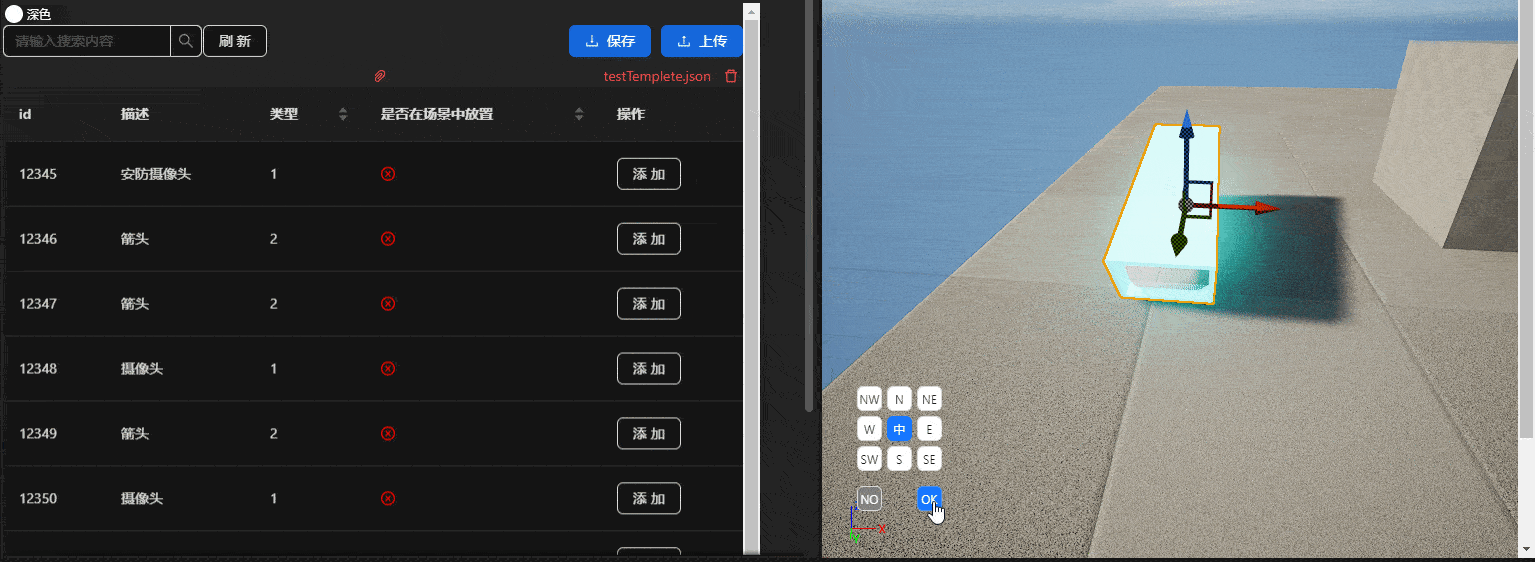 深色
请输入搜索内容 刷 新 保存 上传
testTemplete.json
id 描述 类型 是否在场景中放置 操作
12345 安防摄像头 1 添 加
12346 箭头 2 添 加
12347 箭头 2 添 加
12348 摄像头 1 添 加
12349 箭头 2 添 加
12350 摄像头 1 添 加
NW N NE
W 中 E
SW S SE
NO OK
X